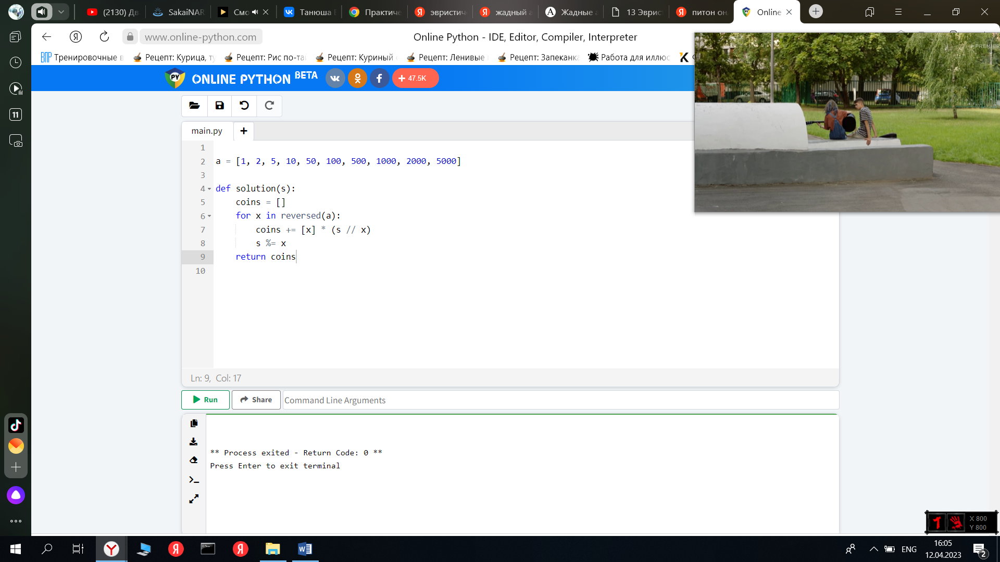 (2130) Дв
SakaiNAR
Смо
Танюша
Практиче
эвристич
жадный а
Жадные а
13 Эврис
питон он
Online
www.online-python.com
Online Python - IDE, Editor, Compiler, Interpreter
Тренировочные в
Рецепт: Курица, ту
Рецепт: Рис по-та
Рецепт: Куриный
Рецепт: Ленивые
Рецепт: Запеканка
Работа для иллюс
PREMIER
PY
ONLINE PYTHON BETA
+ 47.5K
11
main.py
+
1
2 a = [1, 2, 5, 10, 50, 100, 500, 1000, 2000, 5000]
3
4 def solution(s):
5 coins = []
6 for x in reversed(a):
7 coins += [x] * (s // x)
8 s %= x
9 return coins
10
Ln: 9, Col: 17
Run
Share
Command Line Arguments
** Process exited - Return Code: 0 **
Press Enter to exit terminal
X 800
Y 800
ENG
16:05
12.04.2023
2